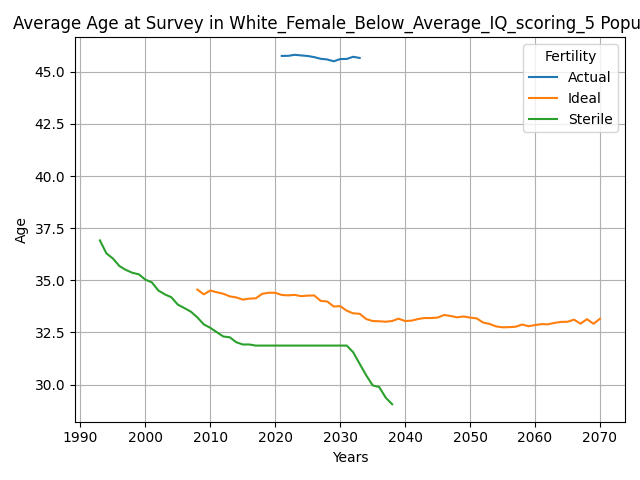 Average Age at Survey in White_Female_Below_Average_IQ_scoring_5 Popu
Fertility
Actual
Ideal
Sterile
Age
45.0
42.5
40.0
37.5
35.0
32.5
30.0
1990 2000 2010 2020 2030 2040 2050 2060 2070
Years